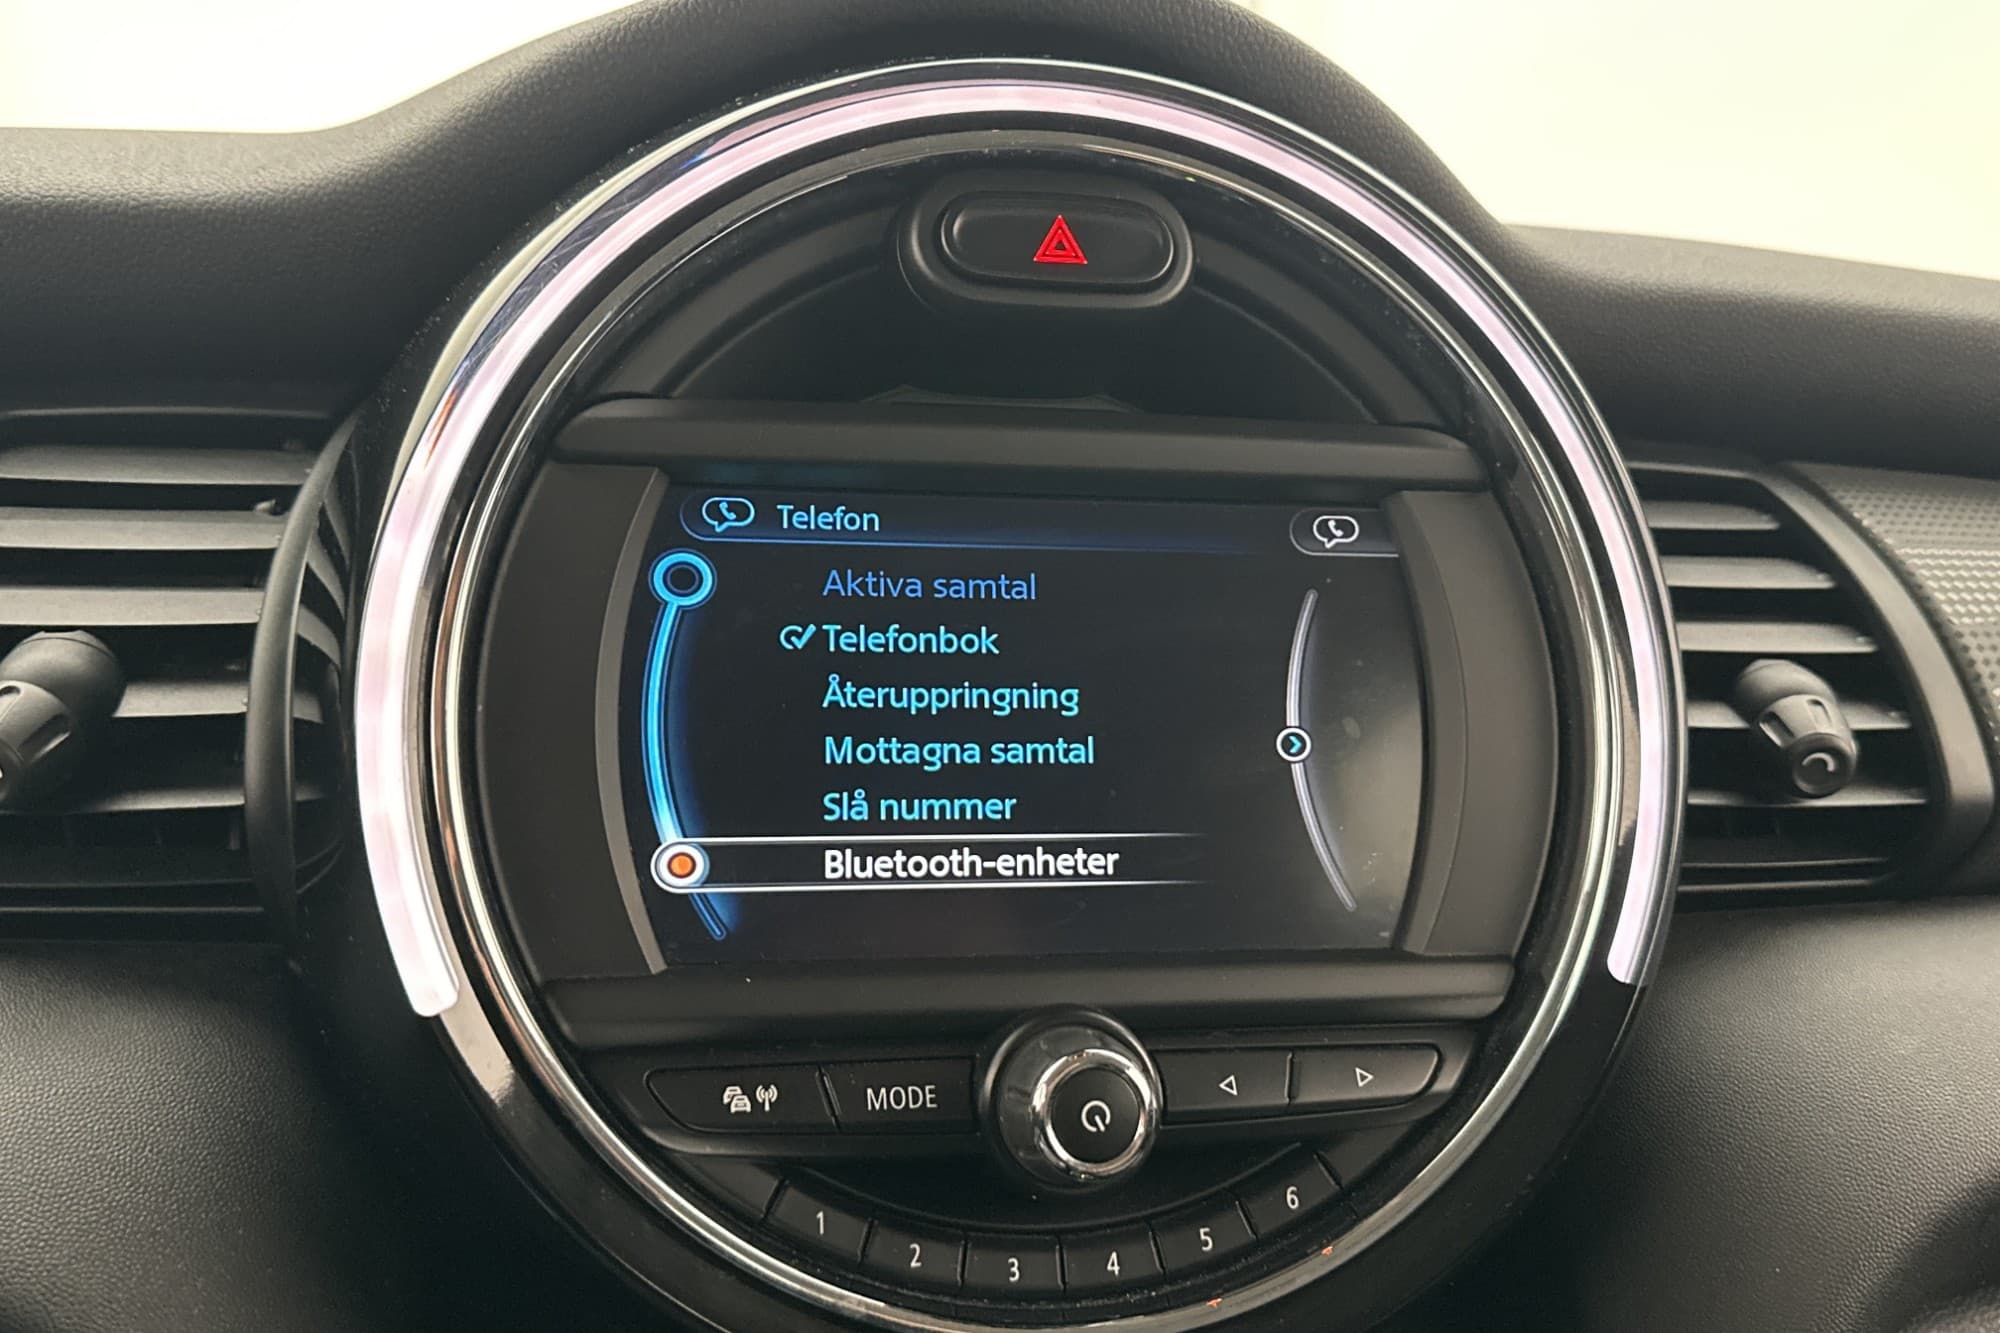 Telefon
Aktiva samtal
Telefonbok
Återuppringning
Mottagna samtal
Slå nummer
Bluetooth-enheter
MODE
1 2 3 4 5 6